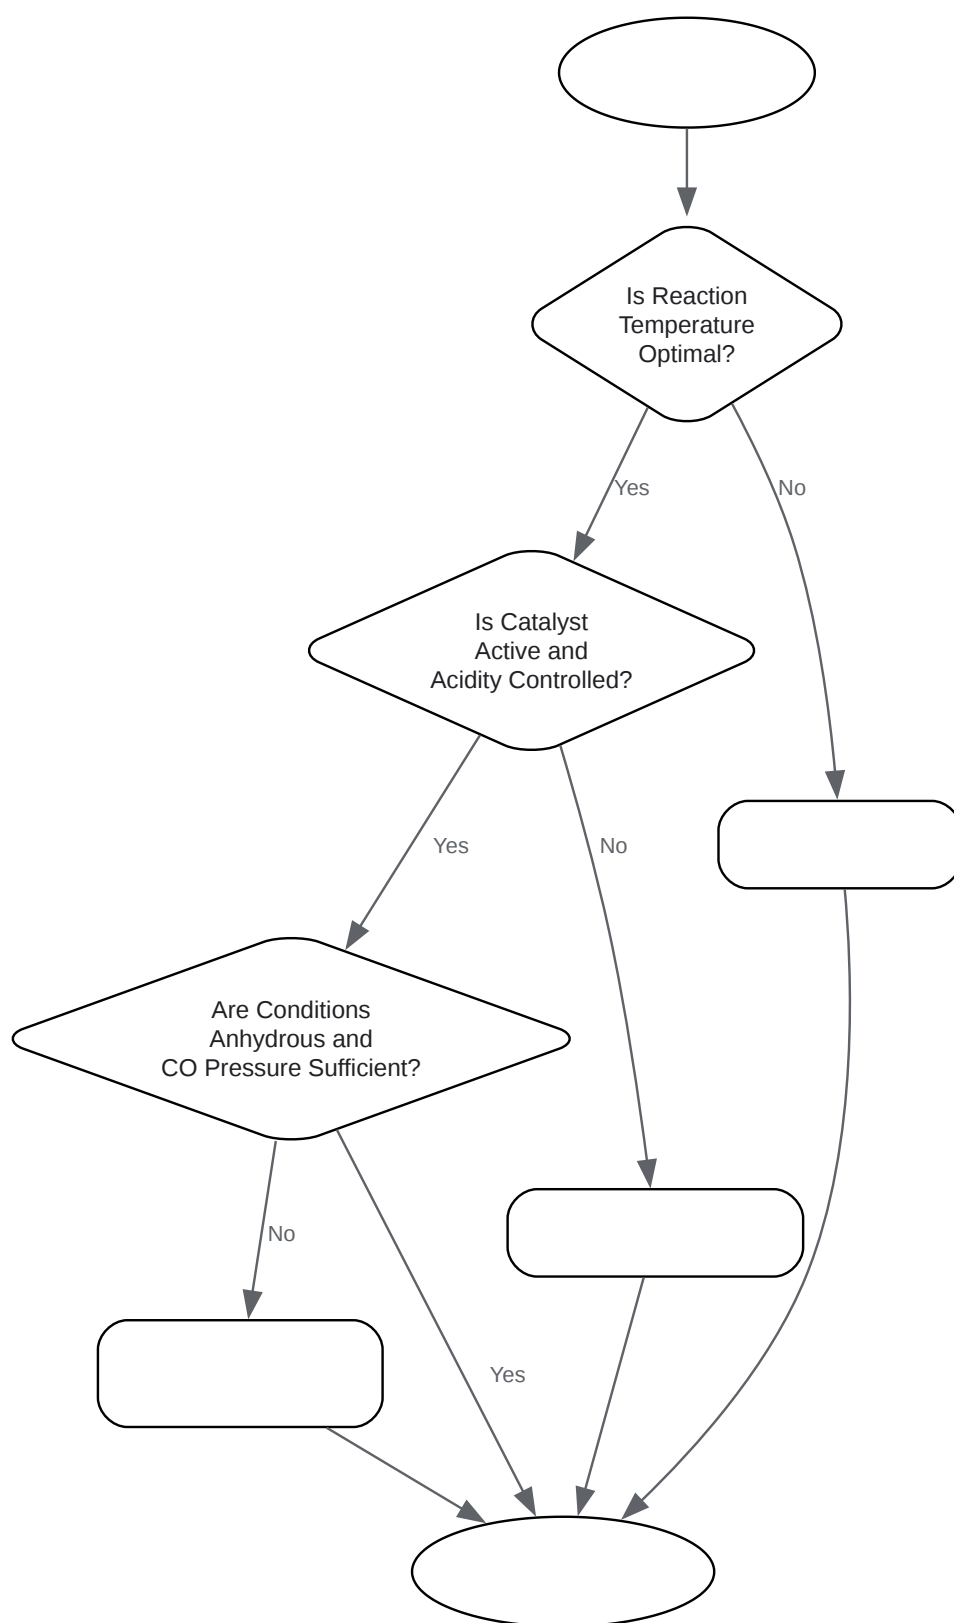 Is Reaction
Temperature
Optimal?
Yes
No
Is Catalyst
Active and
Acidity Controlled?
Yes
No
Are Conditions
Anhydrous and
CO Pressure Sufficient?
No
Yes